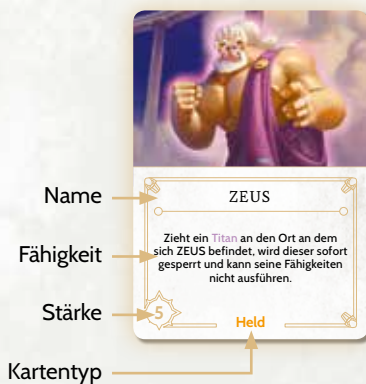 Name
ZEUS
Fähigkeit
Zieht ein Titan an den Ort an dem
sich ZEUS befindet, wird dieser sofort
gesperrt und kann seine Fähigkeiten
nicht ausführen.
Stärke
5
Held
Kartentyp